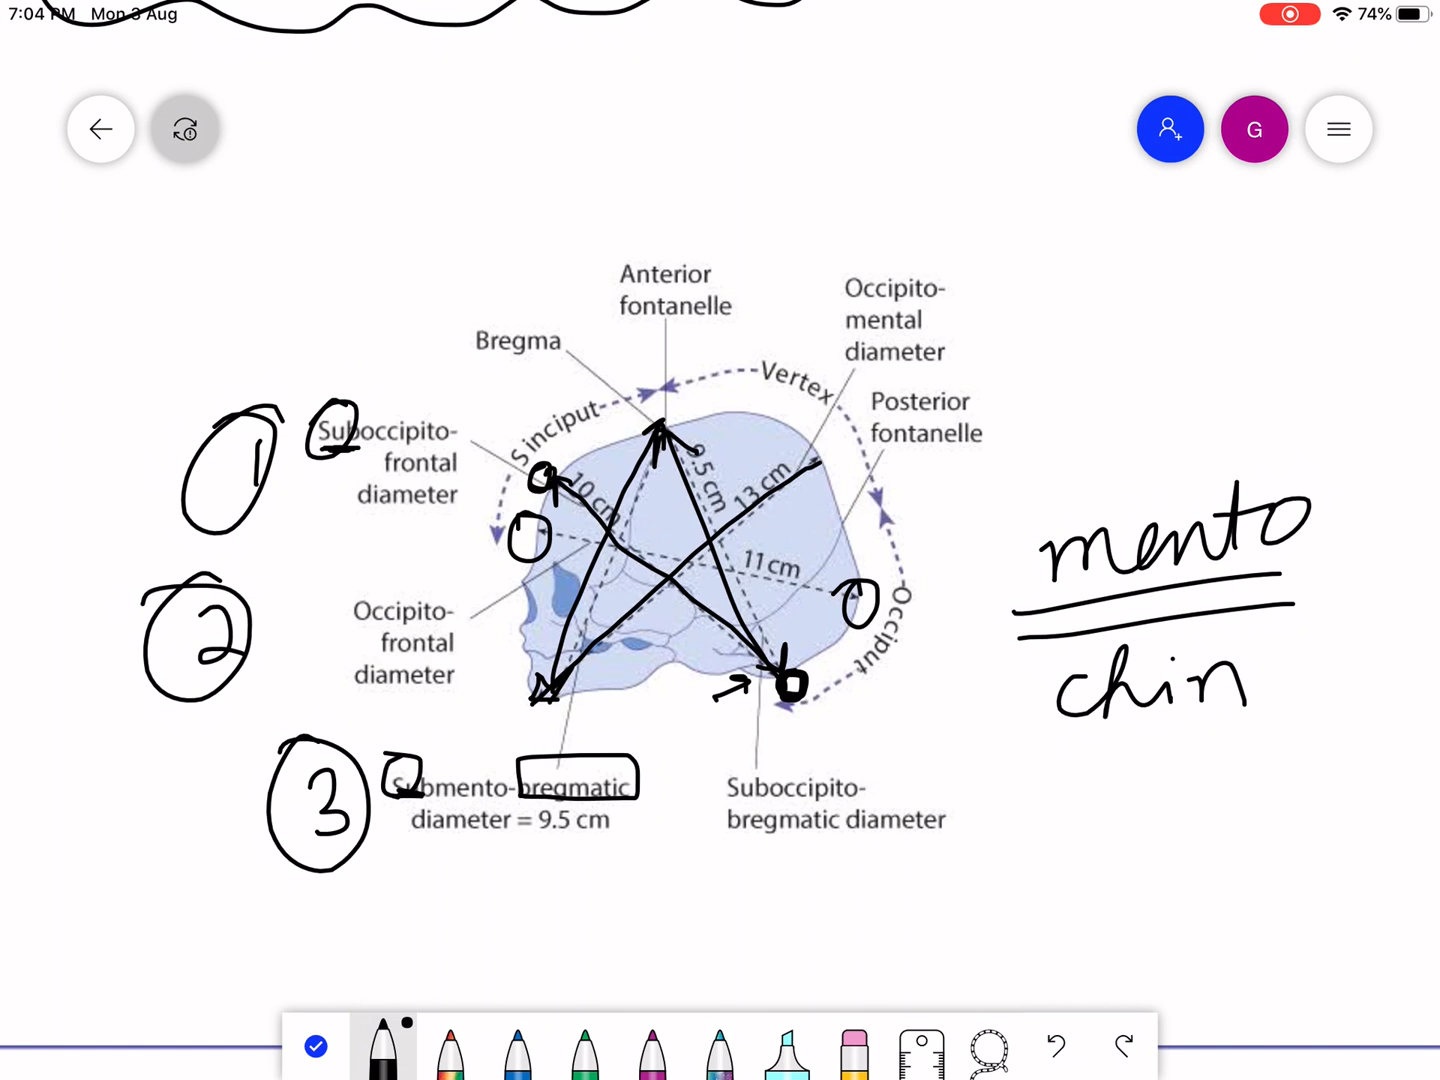 7:04 PM Mon 3 Aug
74%
G
Anterior
fontanelle
Occipito-
mental
diameter
Bregma
Vertex
Posterior
fontanelle
Sinciput
Suboccipito-
frontal
diameter
1
10 cm
9.5 cm
13 cm
11 cm
mento
Occiput
Occipito-
frontal
diameter
2
chin
3
Submento-bregmatic
diameter = 9.5 cm
Suboccipito-
bregmatic diameter